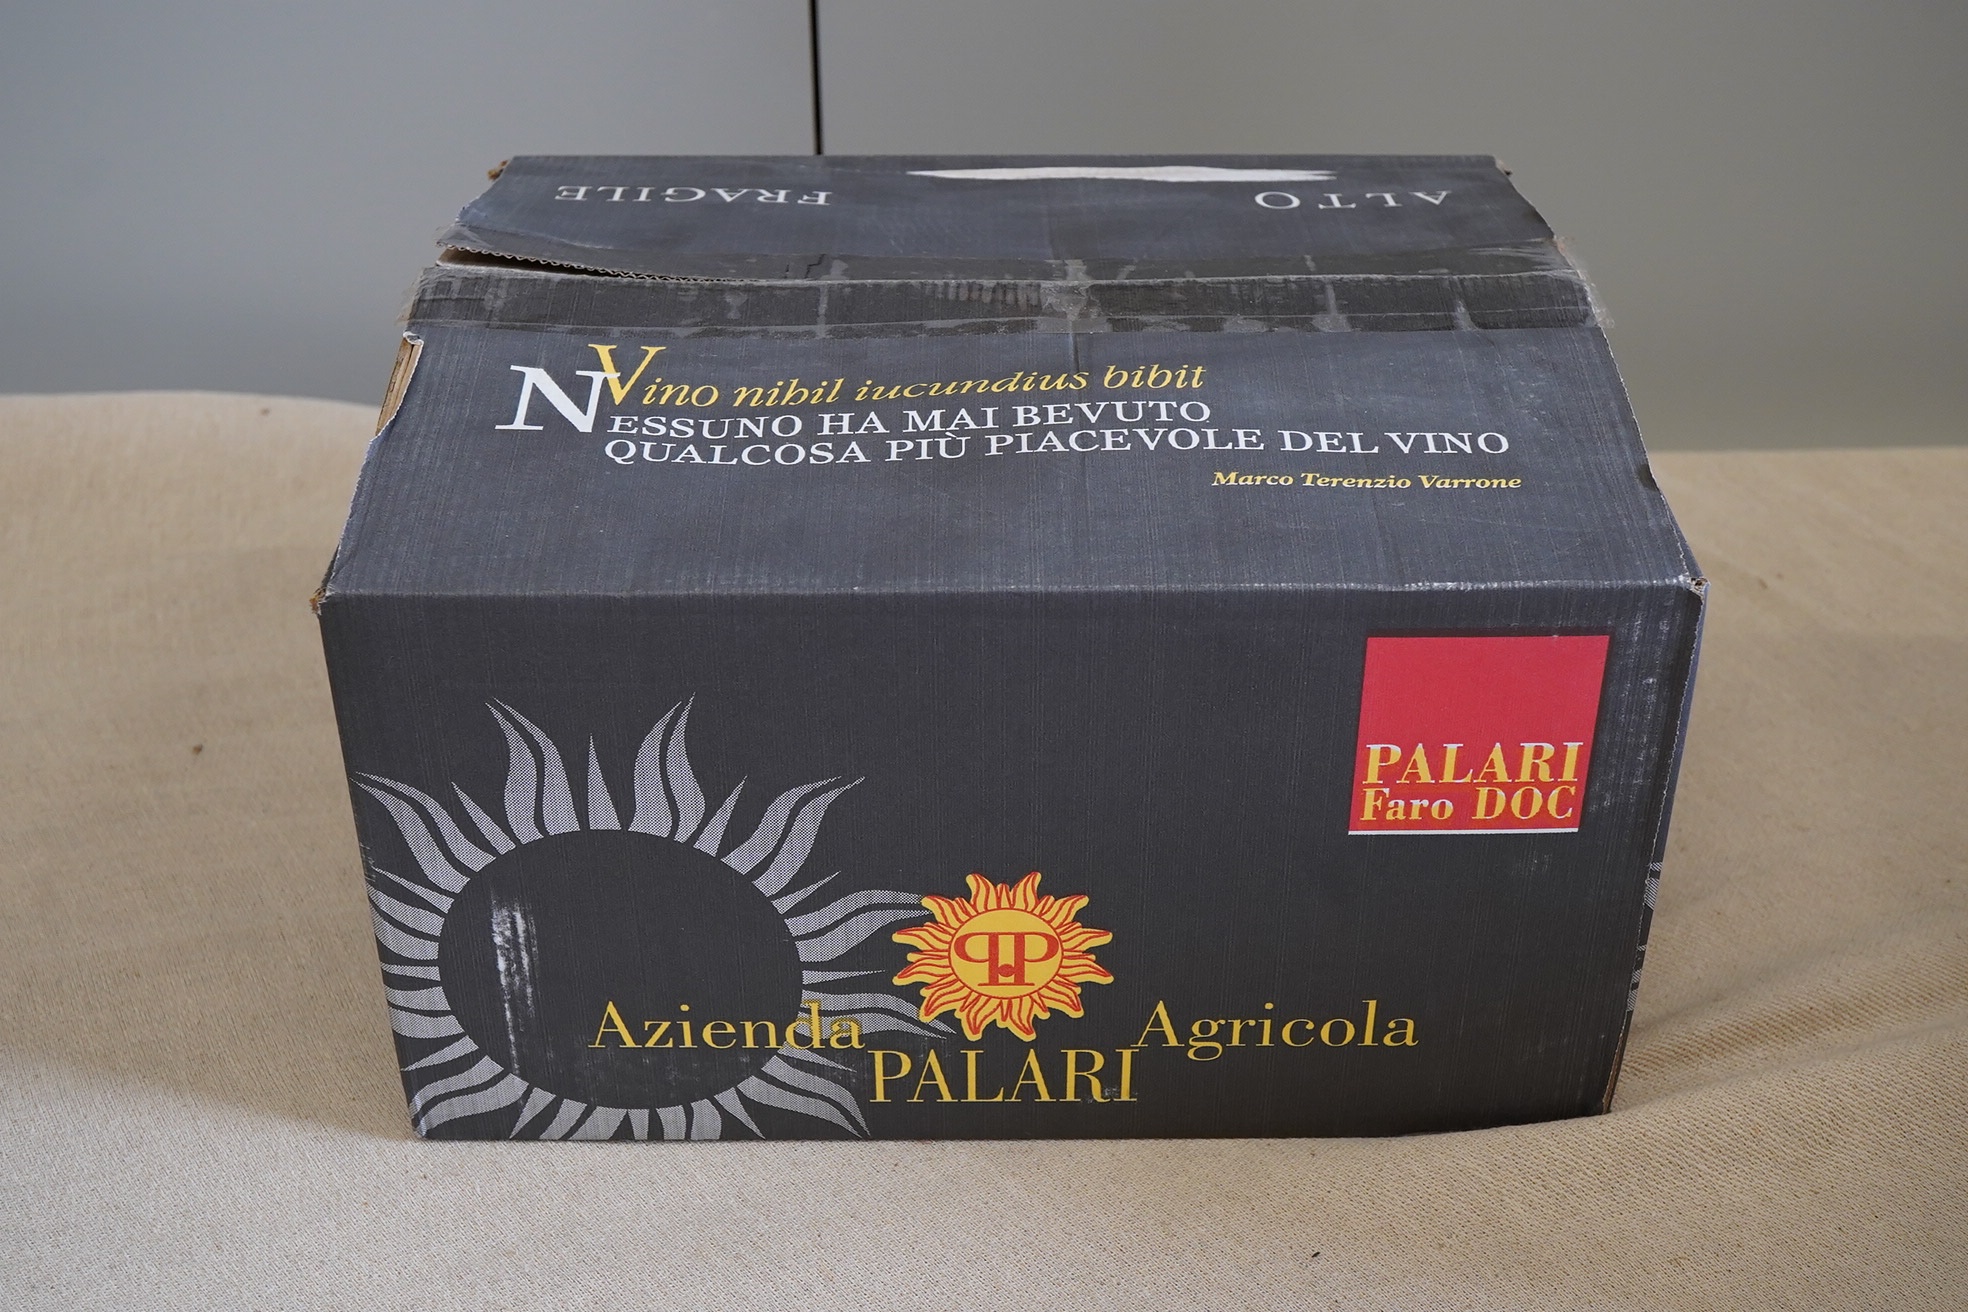 FRAGILE
ALTO
Vino nihil iucundius bibit
NESSUNO HA MAI BEVUTO
QUALCOSA PIÙ PIACEVOLE DEL VINO
Marco Terenzio Varrone
PALARI
Faro DOC
Azienda Agricola
PALARI